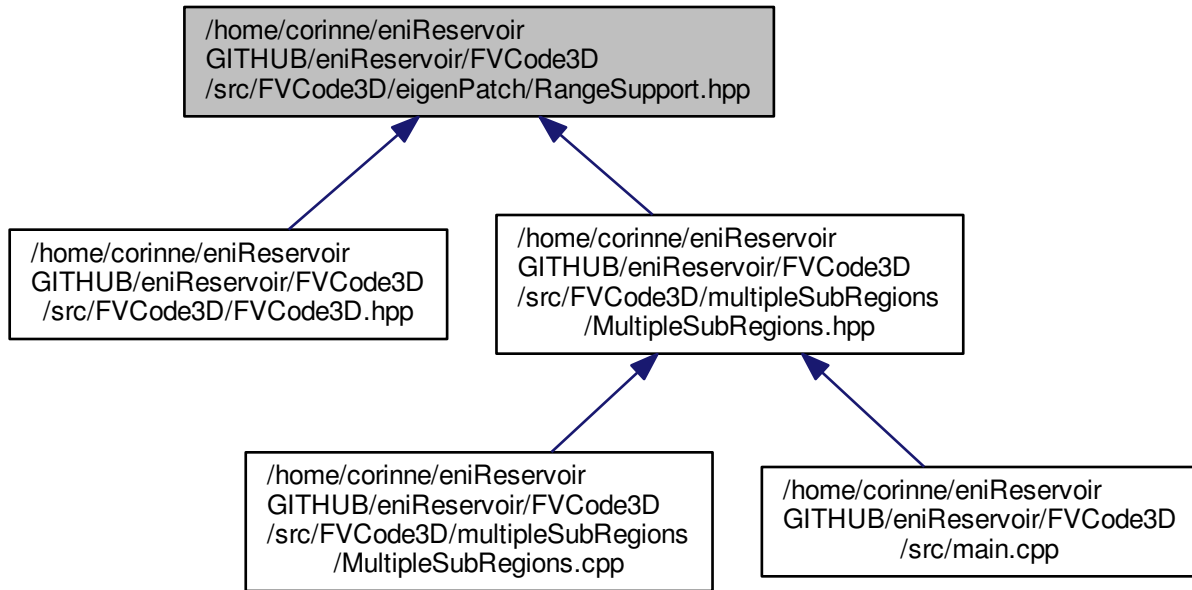 /home/corinne/eniReservoir
GITHUB/eniReservoir/FVCode3D
/src/FVCode3D/eigenPatch/RangeSupport.hpp
/home/corinne/eniReservoir
GITHUB/eniReservoir/FVCode3D
/src/FVCode3D/FVCode3D.hpp
/home/corinne/eniReservoir
GITHUB/eniReservoir/FVCode3D
/src/FVCode3D/multipleSubRegions
/MultipleSubRegions.hpp
/home/corinne/eniReservoir
GITHUB/eniReservoir/FVCode3D
/src/FVCode3D/multipleSubRegions
/MultipleSubRegions.cpp
/home/corinne/eniReservoir
GITHUB/eniReservoir/FVCode3D
/src/main.cpp